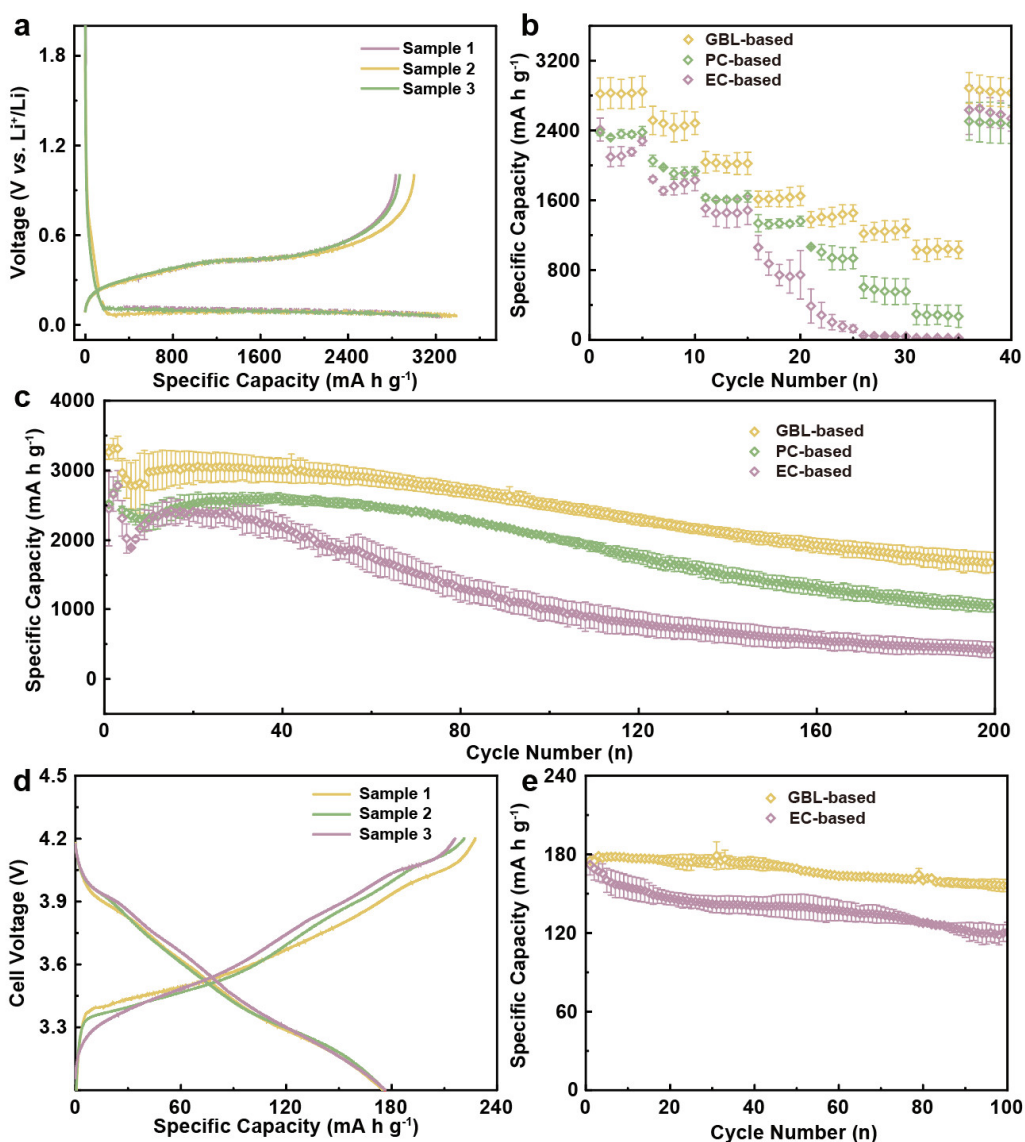 a
Voltage (V vs. Li⁺/Li)
1.8
1.2
0.6
0.0
Sample 1
Sample 2
Sample 3
0 800 1600 2400 3200
Specific Capacity (mA h g⁻¹)
b
Specific Capacity (mA h g⁻¹)
3600
2400
1600
800
0
GBL-based
PC-based
EC-based
0 10 20 30 40
Cycle Number (n)
c
Specific Capacity (mA h g⁻¹)
4000
3000
2000
1000
0
GBL-based
PC-based
EC-based
0 40 80 120 160 200
Cycle Number (n)
d
Cell Voltage (V)
4.5
4.2
3.9
3.6
3.3
Sample 1
Sample 2
Sample 3
0 60 120 180 240
Specific Capacity (mA h g⁻¹)
e
Specific Capacity (mA h g⁻¹)
240
180
120
60
0
GBL-based
EC-based
0 20 40 60 80 100
Cycle Number (n)